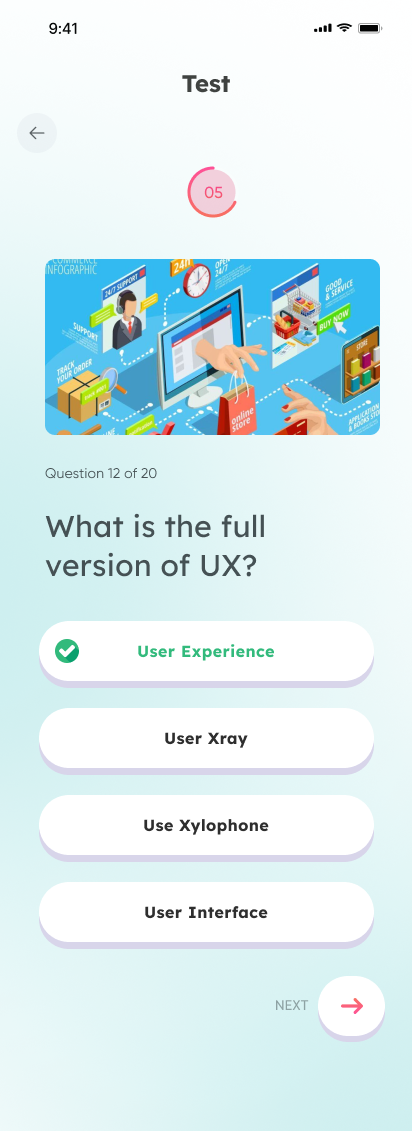 9:41
Test
05
E-COMMERCE
INFOGRAPHIC
24/7 SUPPORT
24h
OPEN
24/7
GOOD
& SERVICE
BUY NOW
SUPPORT
STORE
TRACK
YOUR ORDER
online
store
APPLICATION
& BOOKS STORE
Question 12 of 20
What is the full
version of UX?
User Experience
User Xray
Use Xylophone
User Interface
NEXT